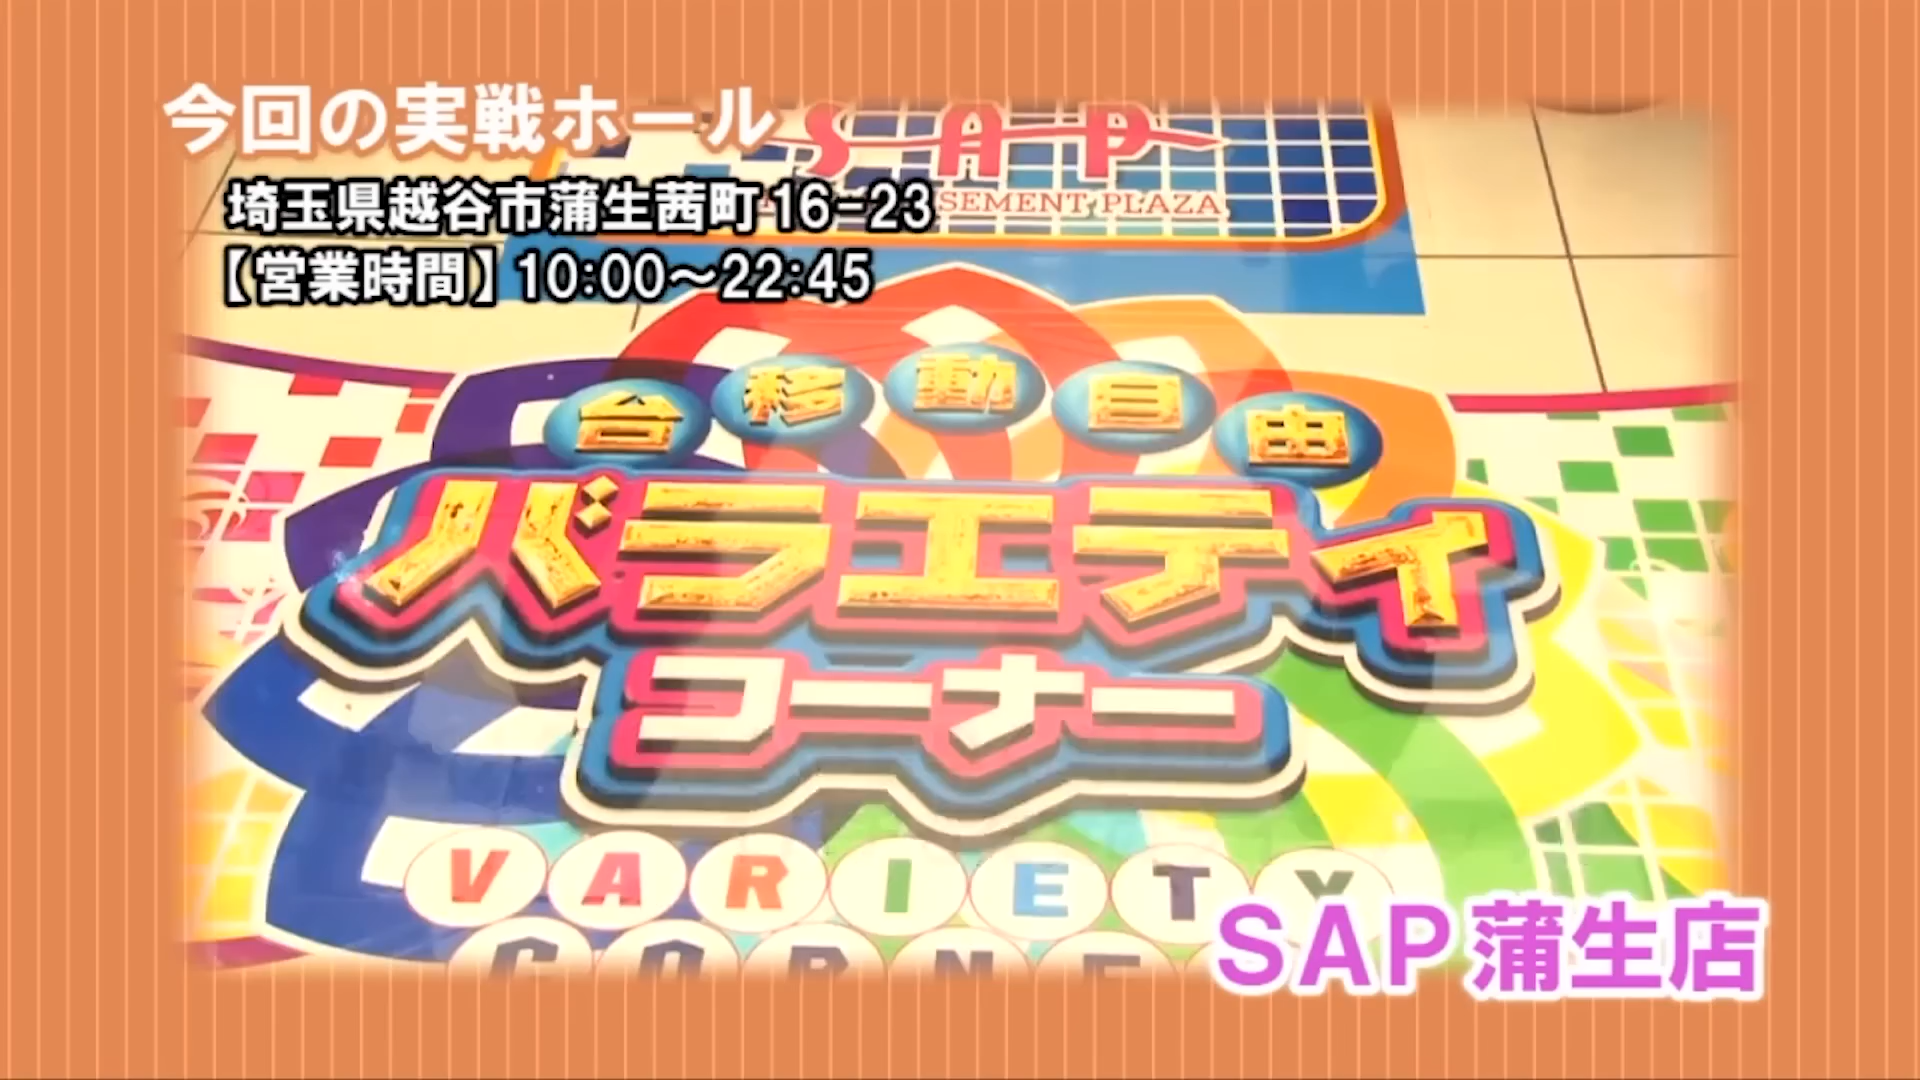 今回の実戦ホール
SAP
SEMENT PLAZA
埼玉県越谷市蒲生茜町16-23
【営業時間】10:00～22:45
台移動自由
バラエティ
コーナー
VARIETY
CORNE
SAP蒲生店